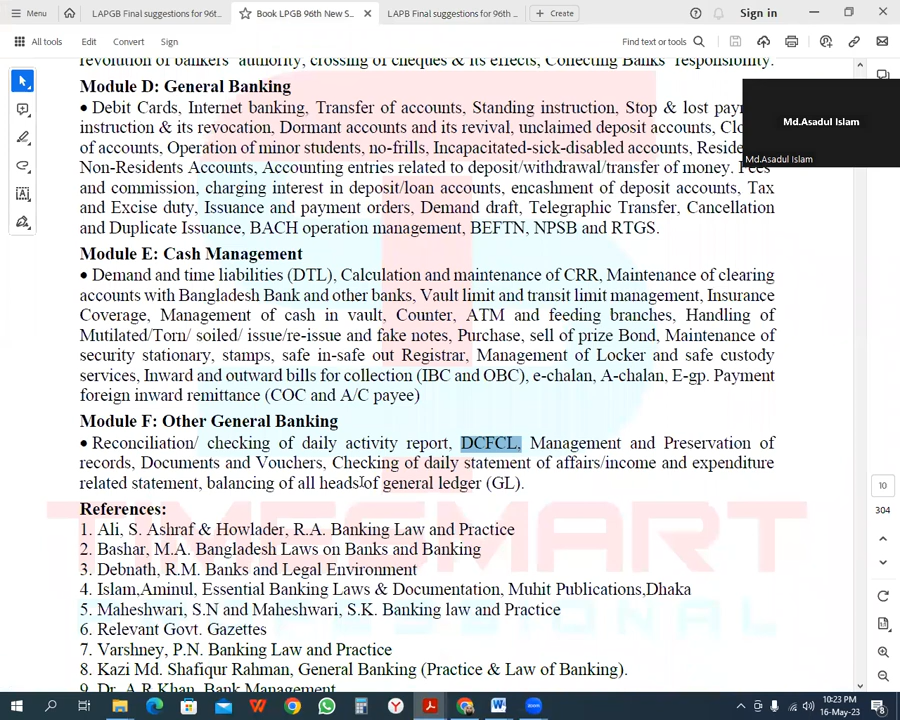 Menu
LAPGB Final suggestions for 96t...
Book LPGB 96th New S...
LAPB Final suggestions for 96th ...
Create
Sign in
All tools
Edit
Convert
Sign
Find text or tools
revolution of bankers' authority, crossing of cheques & its effects, Collecting Banks' responsibility.
Module D: General Banking
• Debit Cards, Internet banking, Transfer of accounts, Standing instruction, Stop & lost paym
instruction & its revocation, Dormant accounts and its revival, unclaimed deposit accounts, Clo
of accounts, Operation of minor students, no-frills, Incapacitated-sick-disabled accounts, Reside
Non-Residents Accounts, Accounting entries related to deposit/withdrawal/transfer of money. Fees
and commission, charging interest in deposit/loan accounts, encashment of deposit accounts, Tax
and Excise duty, Issuance and payment orders, Demand draft, Telegraphic Transfer, Cancellation
and Duplicate Issuance, BACH operation management, BEFTN, NPSB and RTGS.
Md.Asadul Islam
Md.Asadul Islam
Module E: Cash Management
• Demand and time liabilities (DTL), Calculation and maintenance of CRR, Maintenance of clearing
accounts with Bangladesh Bank and other banks, Vault limit and transit limit management, Insurance
Coverage, Management of cash in vault, Counter, ATM and feeding branches, Handling of
Mutilated/Torn/ soiled/ issue/re-issue and fake notes, Purchase, sell of prize Bond, Maintenance of
security stationary, stamps, safe in-safe out Registrar, Management of Locker and safe custody
services, Inward and outward bills for collection (IBC and OBC), e-chalan, A-chalan, E-gp. Payment
foreign inward remittance (COC and A/C payee)
Module F: Other General Banking
• Reconciliation/ checking of daily activity report, DCFCL, Management and Preservation of
records, Documents and Vouchers, Checking of daily statement of affairs/income and expenditure
related statement, balancing of all heads of general ledger (GL).
References:
1. Ali, S. Ashraf & Howlader, R.A. Banking Law and Practice
2. Bashar, M.A. Bangladesh Laws on Banks and Banking
3. Debnath, R.M. Banks and Legal Environment
4. Islam,Aminul, Essential Banking Laws & Documentation, Muhit Publications,Dhaka
5. Maheshwari, S.N and Maheshwari, S.K. Banking law and Practice
6. Relevant Govt. Gazettes
7. Varshney, P.N. Banking Law and Practice
8. Kazi Md. Shafiqur Rahman, General Banking (Practice & Law of Banking).
9. Dr. A.R.Khan, Bank Management
TIMESMART
PROFESSIONAL
10
304
10:23 PM
16-May-23
8